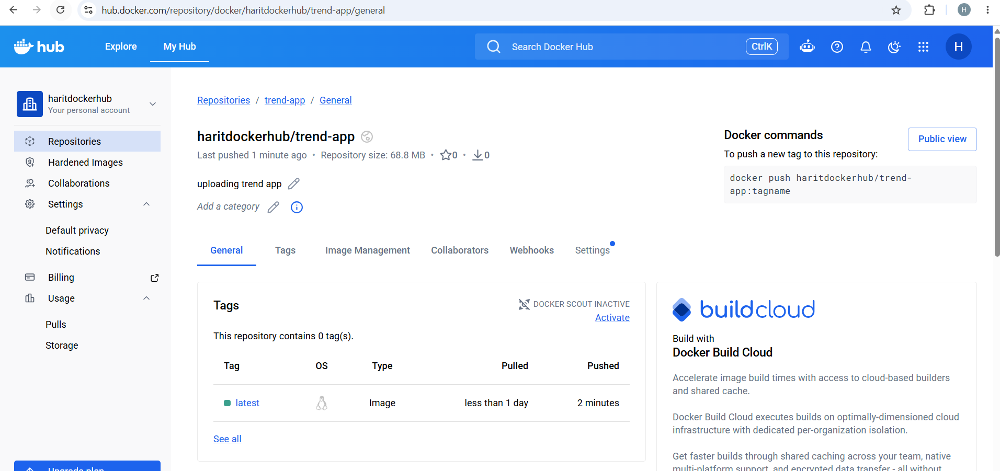 hub.docker.com/repository/docker/haritdockerhub/trend-app/general
H
hub
Explore
My Hub
Search Docker Hub
CtrlK
H
haritdockerhub
Your personal account
Repositories
Hardened Images
Collaborations
Settings
Default privacy
Notifications
Billing
Usage
Pulls
Storage
Upgrade plan
Repositories / trend-app / General
haritdockerhub/trend-app
Last pushed 1 minute ago • Repository size: 68.8 MB • 0 • 0
uploading trend app
Add a category
Docker commands
Public view
To push a new tag to this repository:
docker push haritdockerhub/trend-
app:tagname
General
Tags
Image Management
Collaborators
Webhooks
Settings
Tags
DOCKER SCOUT INACTIVE
Activate
This repository contains 0 tag(s).
Tag OS Type Pulled Pushed
latest Image less than 1 day 2 minutes
See all
buildcloud
Build with
Docker Build Cloud
Accelerate image build times with access to cloud-based builders
and shared cache.
Docker Build Cloud executes builds on optimally-dimensioned cloud
infrastructure with dedicated per-organization isolation.
Get faster builds through shared caching across your team, native
multi-platform support, and encrypted data transfer - all without